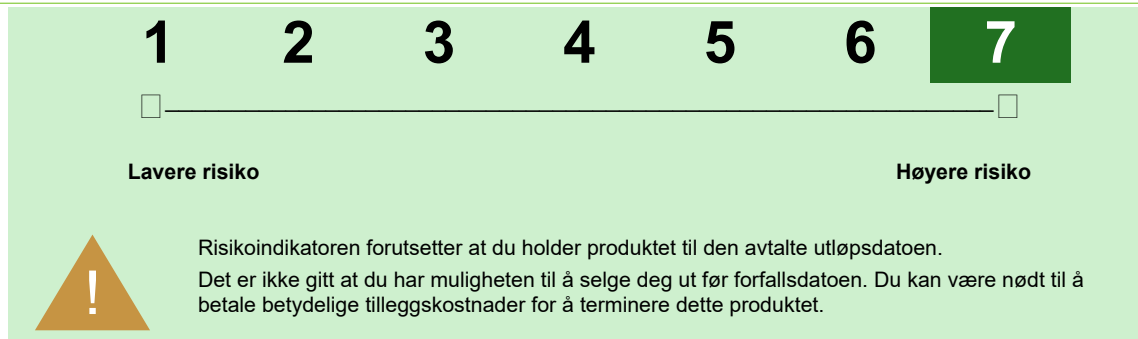 1 2 3 4 5 6 7
Lavere risiko Høyere risiko
!
Risikoindikatoren forutsetter at du holder produktet til den avtalte utløpsdatoen.
Det er ikke gitt at du har muligheten til å selge deg ut før forfallsdatoen. Du kan være nødt til å
betale betydelige tilleggskostnader for å terminere dette produktet.